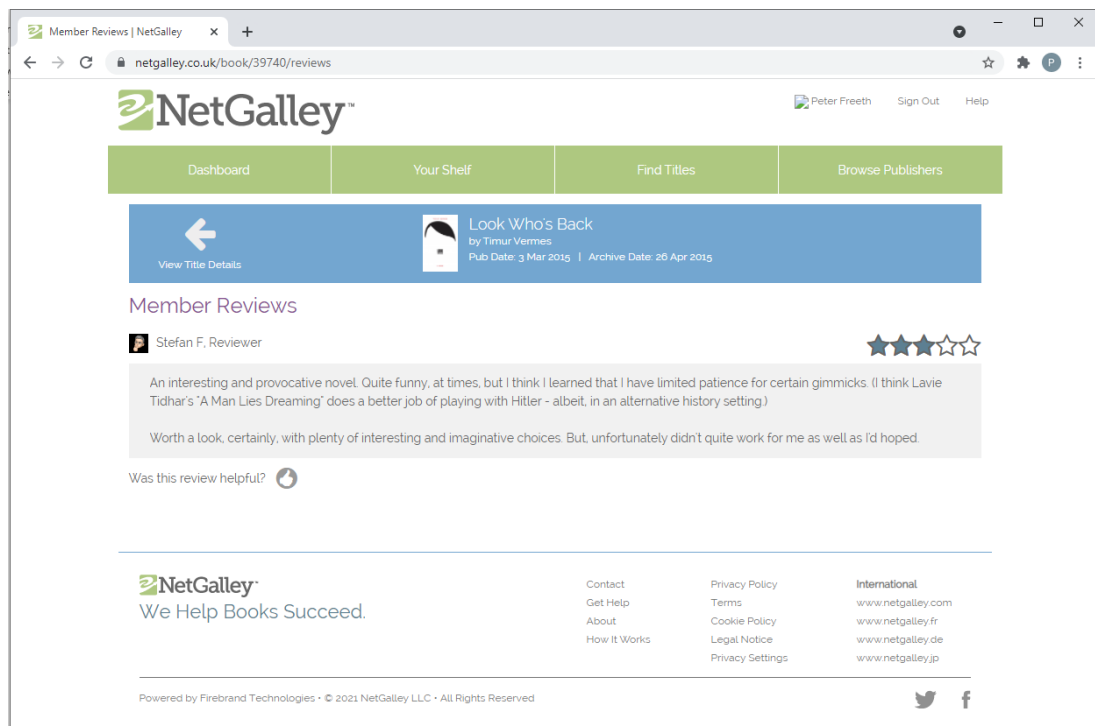 Member Reviews | NetGalley
netgalley.co.uk/book/39740/reviews
P
NetGalley™
Peter Freeth Sign Out Help
Dashboard Your Shelf Find Titles Browse Publishers
View Title Details
Look Who's Back
by Timur Vermes
Pub Date: 3 Mar 2015 | Archive Date: 26 Apr 2015
Member Reviews
Stefan F, Reviewer
An interesting and provocative novel. Quite funny, at times, but I think I learned that I have limited patience for certain gimmicks. (I think Lavie
Tidhar's "A Man Lies Dreaming" does a better job of playing with Hitler - albeit, in an alternative history setting.)
Worth a look, certainly, with plenty of interesting and imaginative choices. But, unfortunately didn't quite work for me as well as I'd hoped.
Was this review helpful?
NetGalley™
We Help Books Succeed.
Contact
Get Help
About
How It Works
Privacy Policy
Terms
Cookie Policy
Legal Notice
Privacy Settings
International
www.netgalley.com
www.netgalley.fr
www.netgalley.de
www.netgalley.jp
Powered by Firebrand Technologies • © 2021 NetGalley LLC • All Rights Reserved